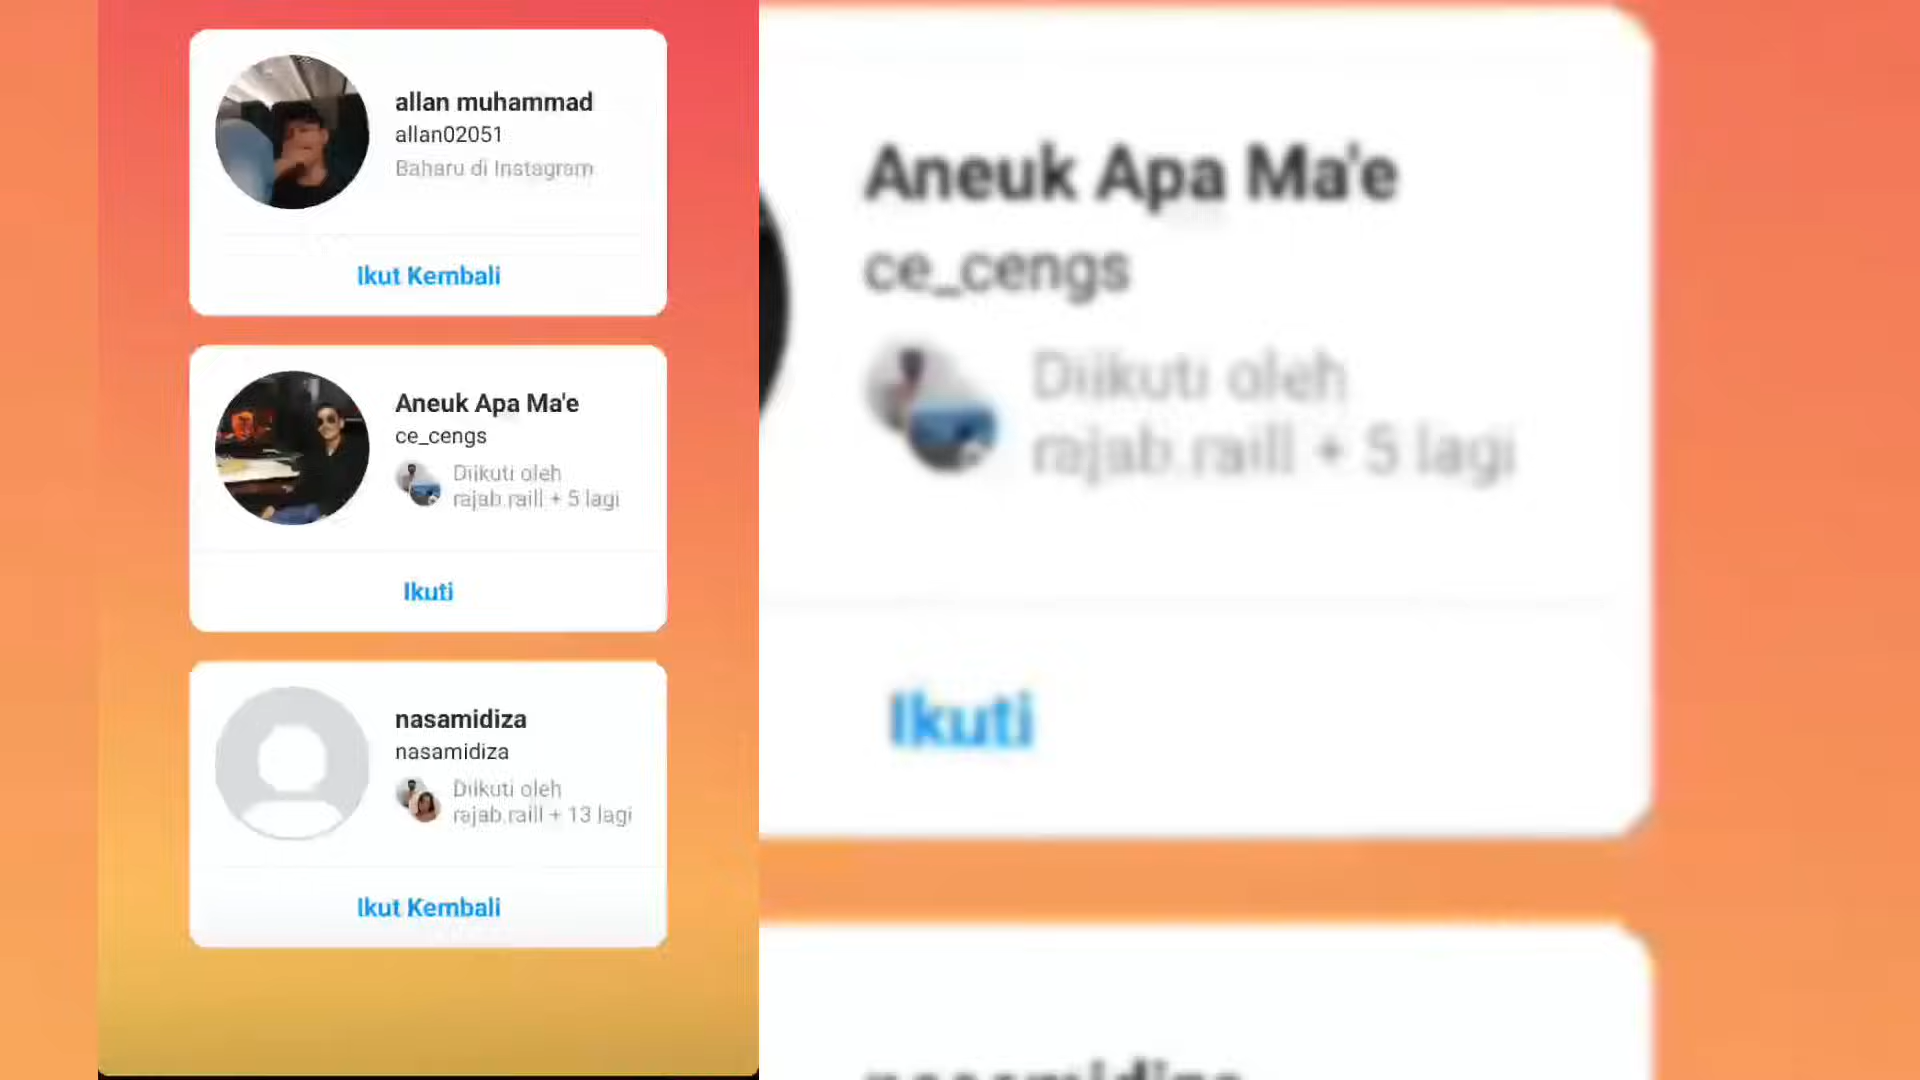 allan muhammad
allan02051
Baharu di Instagram
Ikut Kembali
Aneuk Apa Ma'e
ce_cengs
Diikuti oleh
rajab.raill + 5 lagi
Ikuti
nasamidiza
nasamidiza
Diikuti oleh
rajab.raill + 13 lagi
Ikut Kembali
Aneuk Apa Ma'e
ce_cengs
Diikuti oleh
rajab.raill + 5 lagi
Ikuti
nasamidiza